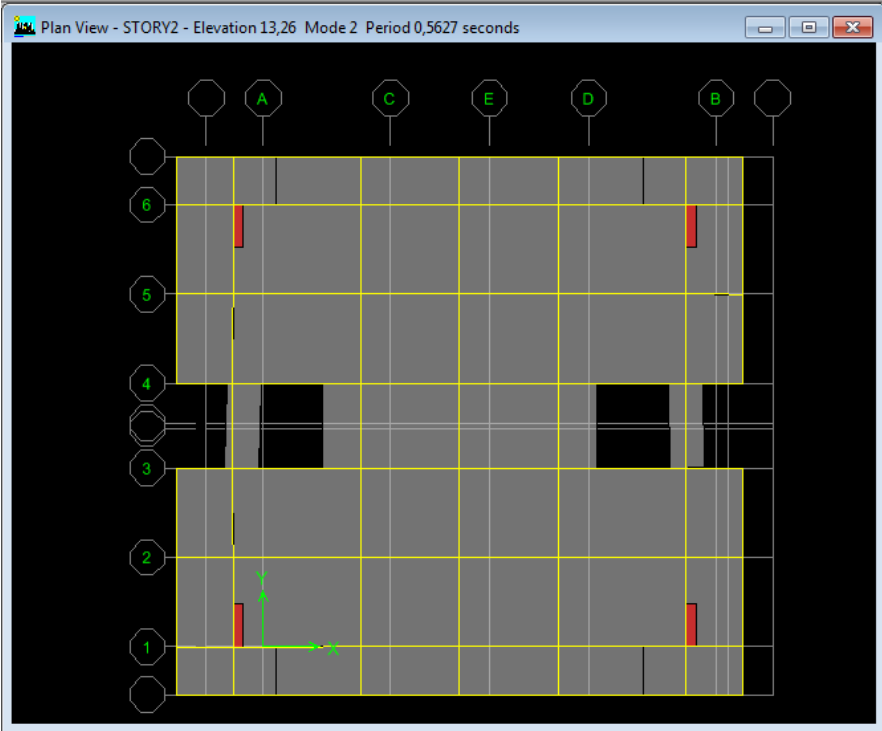 Plan View - STORY2 - Elevation 13,26 Mode 2 Period 0,5627 seconds
A C E D B
6
5
4
3
2
Y
1 X